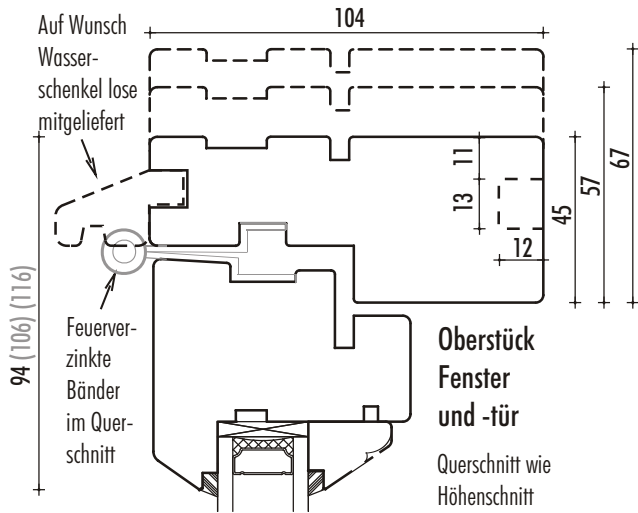 Auf Wunsch
Wasser-
schenkel lose
mitgeliefert
104
11
13
12
45
57
67
94 (106) (116)
Feuerver-
zinkte
Bänder
im Quer-
schnitt
Oberstück
Fenster
und -tür
Querschnitt wie
Höhenschnitt